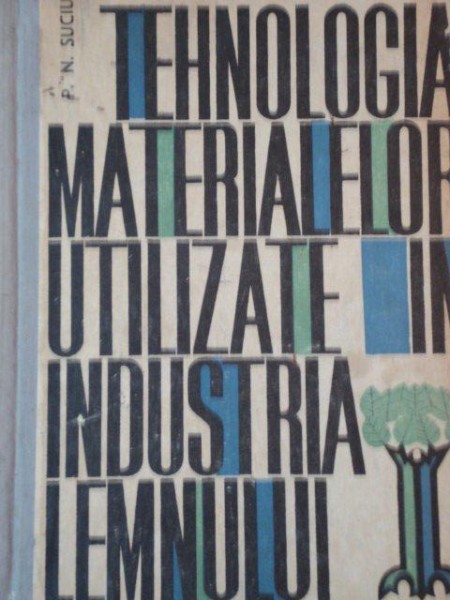 P. N. SUCIU
TEHNOLOGIA
MATERIALELOR
UTILIZATE IN
INDUSTRIA
LEMNULUI